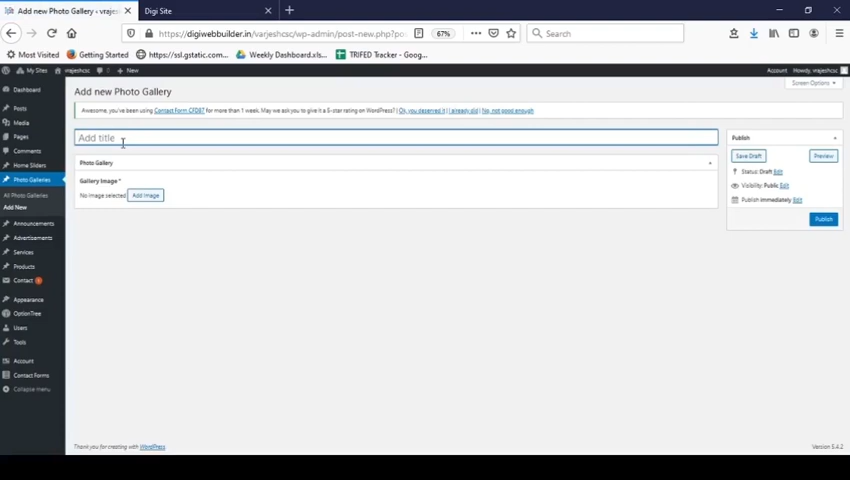 Add new Photo Gallery ‹ vrajeshc
Digi Site
https://digiwebbuilder.in/varjeshcsc/wp-admin/post-new.php?po
67%
Search
Most Visited
Getting Started
https://ssl.gstatic.com...
Weekly Dashboard.xls...
TRIFED Tracker - Goog...
My Sites
vrajeshcsc
New
Account
Howdy, vrajeshcsc
Dashboard
Posts
Media
Pages
Comments
Home Sliders
Photo Galleries
All Photo Galleries
Add New
Announcements
Advertisements
Services
Products
Contact
Appearance
OptionTree
Users
Tools
Account
Contact Forms
Collapse menu
Screen Options
Add new Photo Gallery
Awesome, you've been using Contact Form CFDB7 for more than 1 week. May we ask you to give it a 5-star rating on WordPress? | Ok, you deserved it | I already did | No, not good enough
Add title
Photo Gallery
Gallery Image *
No image selected Add Image
Publish
Save Draft
Preview
Status: Draft Edit
Visibility: Public Edit
Publish immediately Edit
Publish
Thank you for creating with WordPress
Version 5.4.2